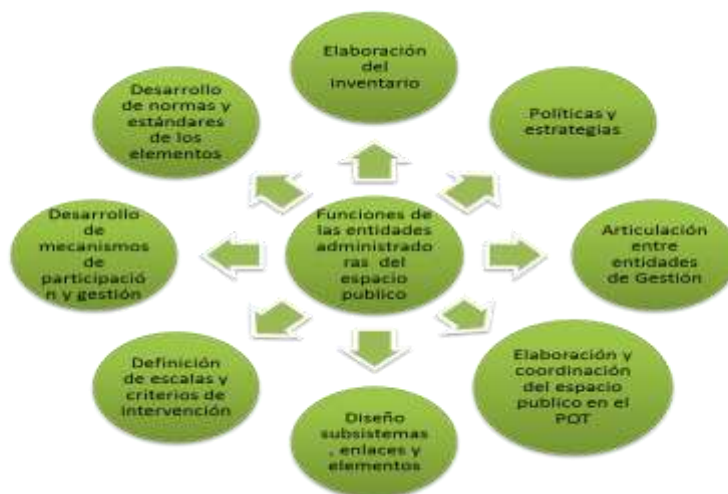 Elaboración
del
inventario
Políticas y
estrategias
Articulación
entre
entidades
de Gestión
Elaboración y
coordinación
del espacio
publico en el
POT
Diseño
subsistemas
, enlaces y
elementos
Definición
de escalas y
criterios de
intervención
Desarrollo
de
mecanismos
de
participació
n y gestión
Desarrollo
de normas y
estándares
de los
elementos
Funciones de
las entidades
administrado
ras del
espacio
publico